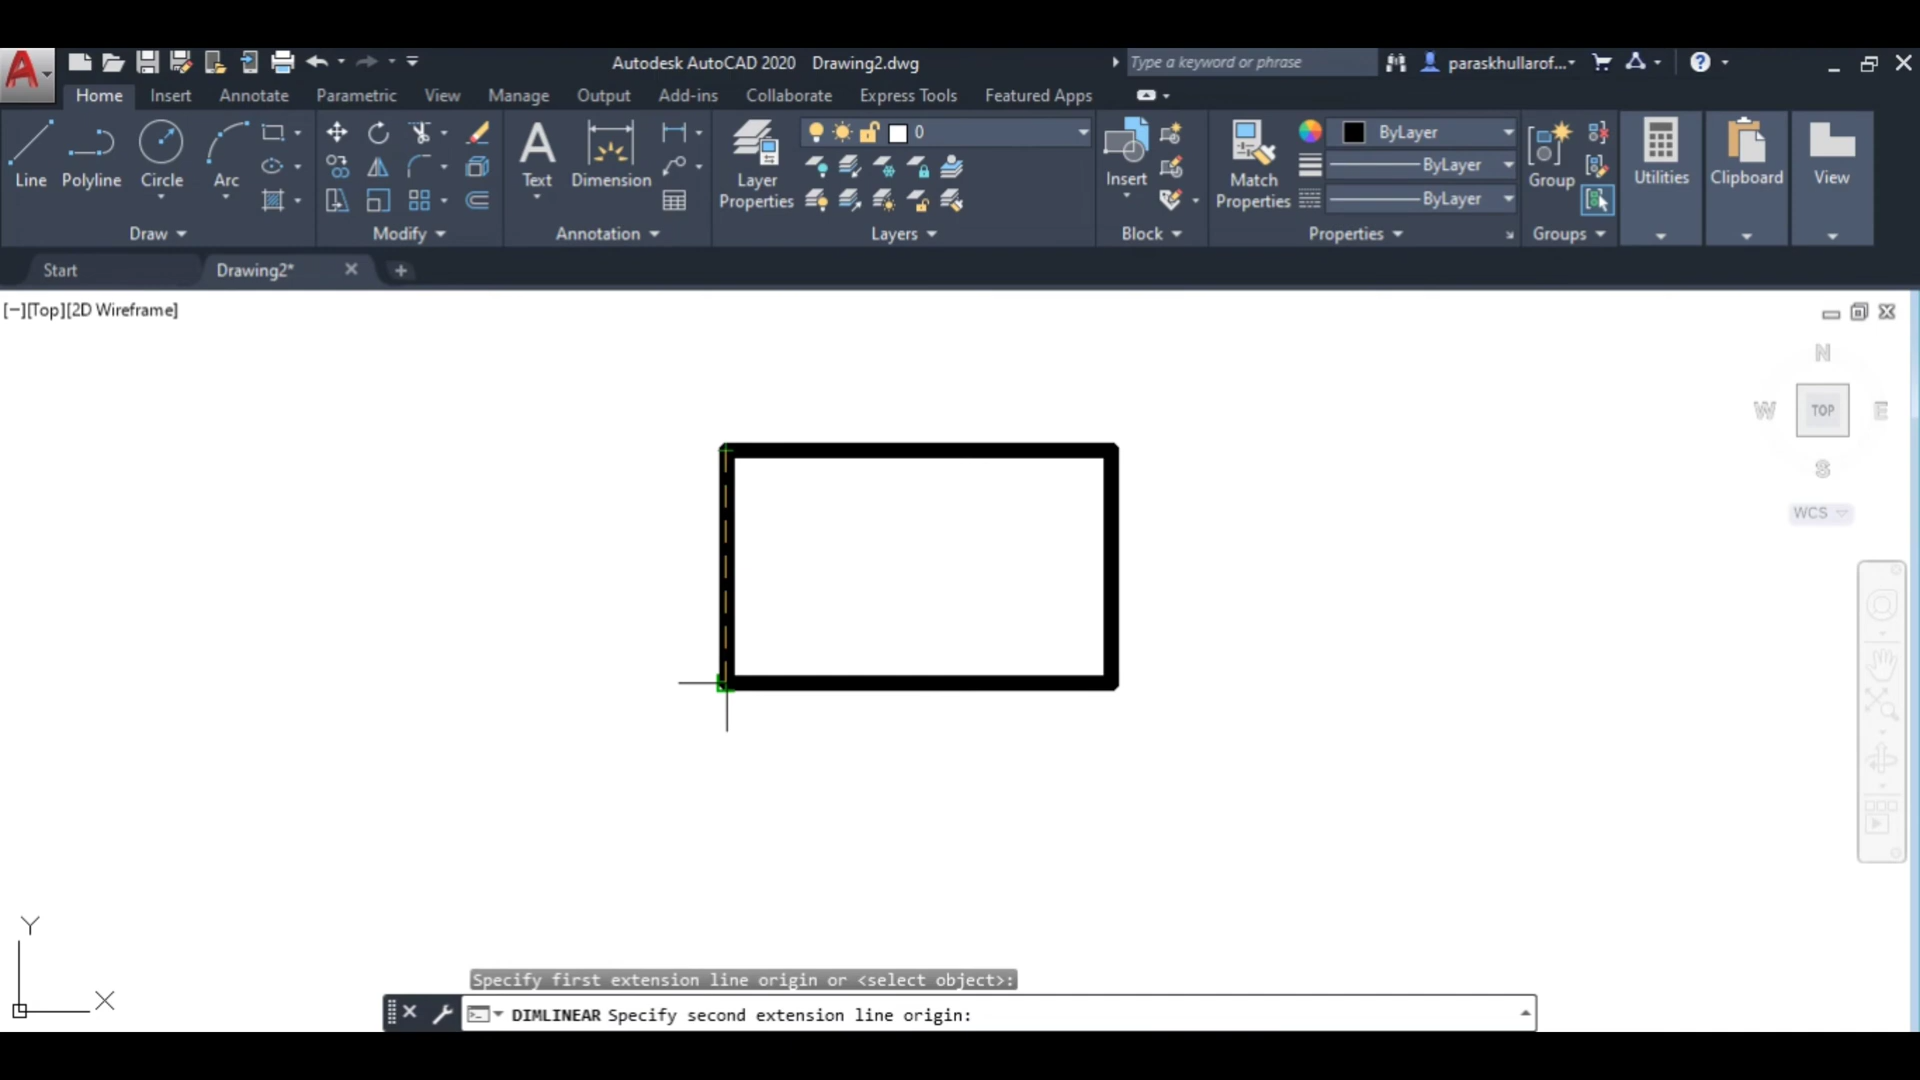 Autodesk AutoCAD 2020 Drawing2.dwg
Type a keyword or phrase
paraskhullarof...
Home Insert Annotate Parametric View Manage Output Add-ins Collaborate Express Tools Featured Apps
0
ByLayer
ByLayer
ByLayer
Line Polyline Circle Arc
Text Dimension
Layer
Properties
Insert
Match
Properties
Group
Utilities
Clipboard
View
Draw Modify Annotation Layers Block Properties Groups
Start Drawing2*
[−][Top][2D Wireframe]
N
W TOP E
S
WCS
Y
X
Specify first extension line origin or <select object>:
DIMLINEAR Specify second extension line origin: